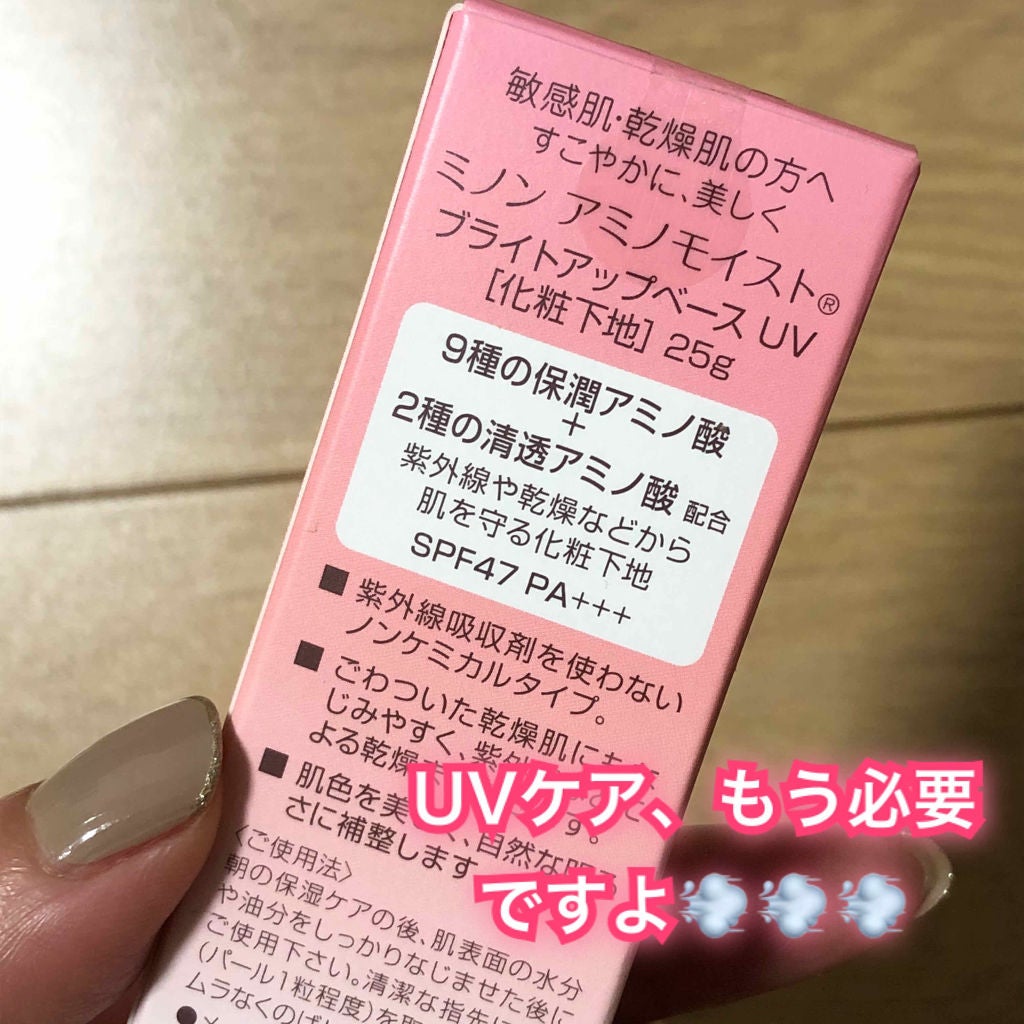 敏感肌・乾燥肌の方へ
すこやかに、美しく
ミノン アミノモイスト®
ブライトアップベース UV
[化粧下地] 25g
9種の保潤アミノ酸
+
2種の清透アミノ酸 配合
紫外線や乾燥などから
肌を守る化粧下地
SPF47 PA+++
■ 紫外線吸収剤を使わない
ノンケミカルタイプ。
■ ごわついた乾燥肌にも
じみやすく、紫外
よる乾燥 す。
■ 肌色を美 く、自然な明る
さに補整します
UVケア、もう必要
ですよ💨💨💨
〈ご使用法〉
朝の保湿ケアの後、肌表面の水分
や油分をしっかりなじませた後に
ご使用下さい。清潔な指先に
(パール1粒程度)を
ムラなくのば